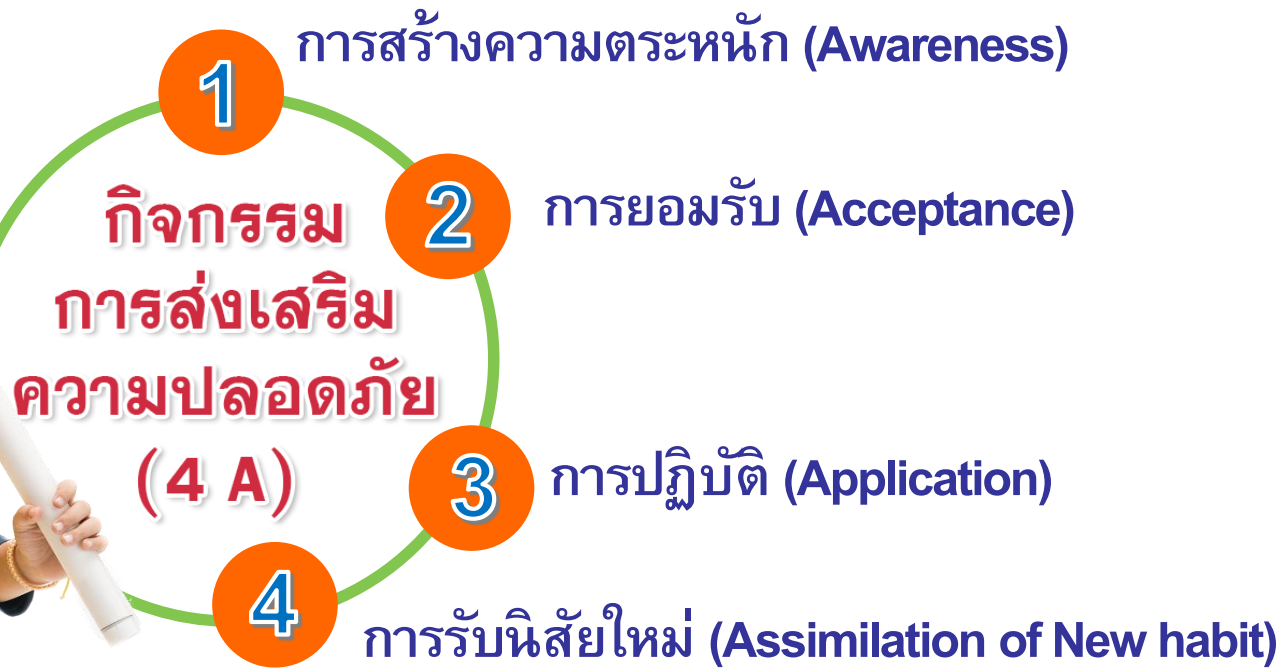 1
การสร้างความตระหนัก (Awareness)
2
การยอมรับ (Acceptance)
กิจกรรม
การส่งเสริม
ความปลอดภัย
(4 A)
3
การปฏิบัติ (Application)
4
การรับนิสัยใหม่ (Assimilation of New habit)